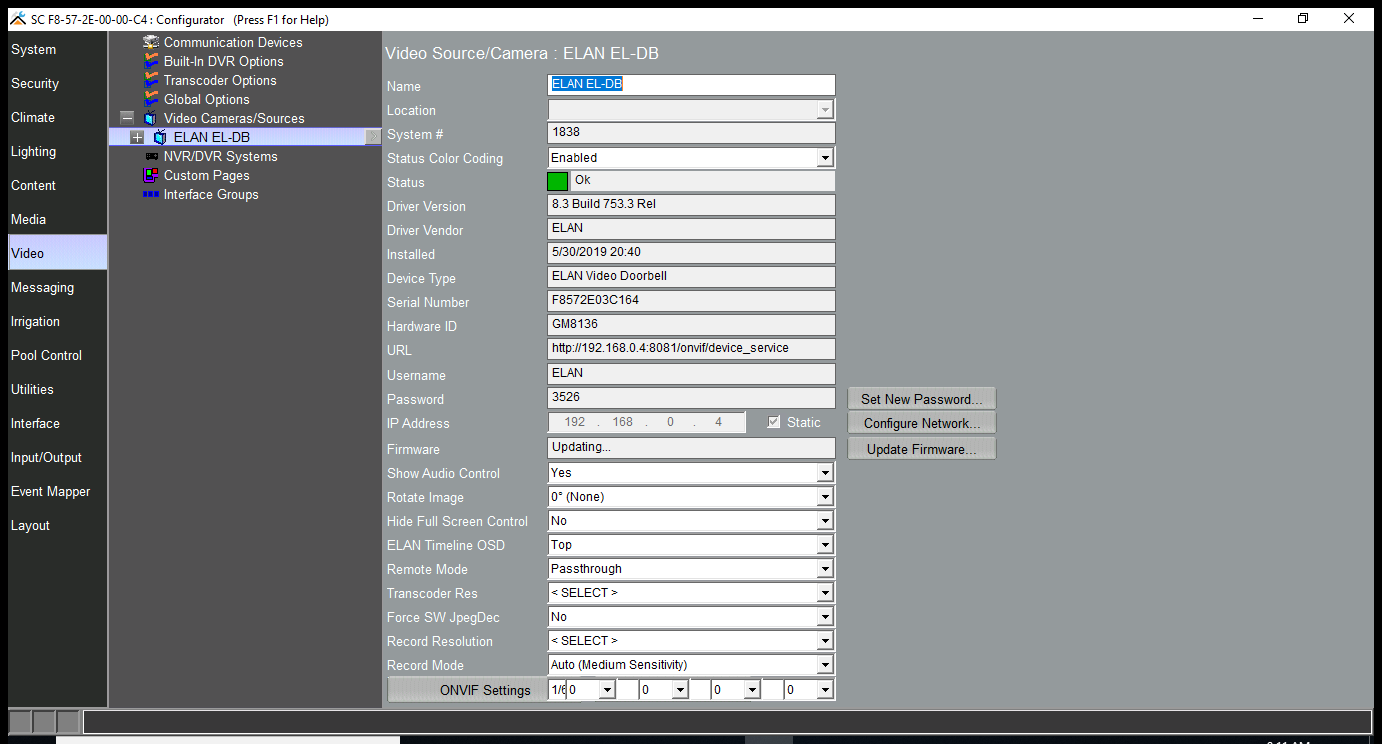 SC F8-57-2E-00-00-C4 : Configurator (Press F1 for Help)
System
Security
Climate
Lighting
Content
Media
Video
Messaging
Irrigation
Pool Control
Utilities
Interface
Input/Output
Event Mapper
Layout
Communication Devices
Built-In DVR Options
Transcoder Options
Global Options
Video Cameras/Sources
ELAN EL-DB
NVR/DVR Systems
Custom Pages
Interface Groups
Video Source/Camera : ELAN EL-DB
Name ELAN EL-DB
Location
System # 1838
Status Color Coding Enabled
Status Ok
Driver Version 8.3 Build 753.3 Rel
Driver Vendor ELAN
Installed 5/30/2019 20:40
Device Type ELAN Video Doorbell
Serial Number F8572E03C164
Hardware ID GM8136
URL http://192.168.0.4:8081/onvif/device_service
Username ELAN
Password 3526 Set New Password...
IP Address 192 . 168 . 0 . 4 Static Configure Network...
Firmware Updating... Update Firmware...
Show Audio Control Yes
Rotate Image 0° (None)
Hide Full Screen Control No
ELAN Timeline OSD Top
Remote Mode Passthrough
Transcoder Res < SELECT >
Force SW JpegDec No
Record Resolution < SELECT >
Record Mode Auto (Medium Sensitivity)
ONVIF Settings 1/6 0 0 0 0